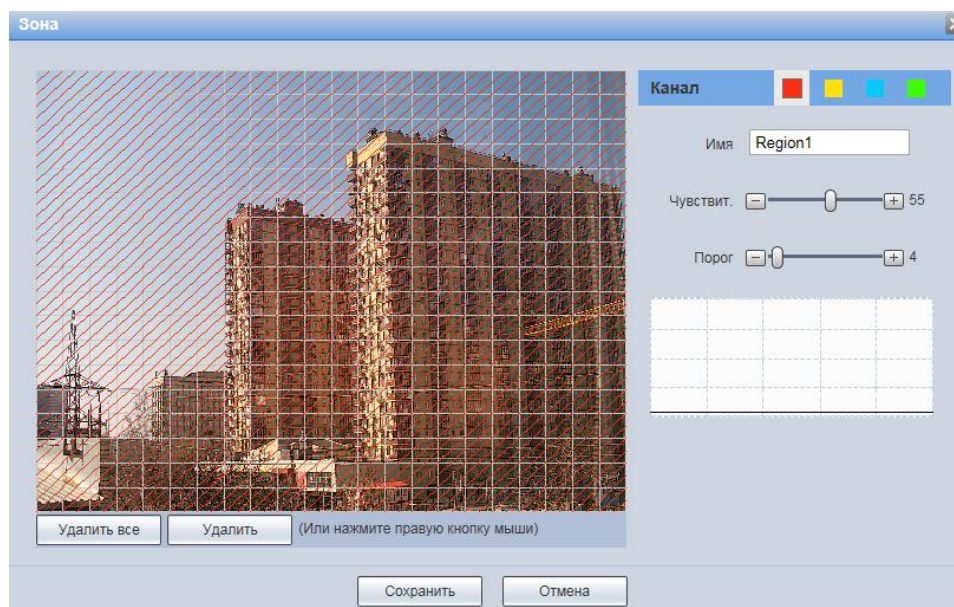 Зона
Канал
Имя Region1
Чувствит. 55
Порог 4
Удалить все Удалить (Или нажмите правую кнопку мыши)
Сохранить Отмена